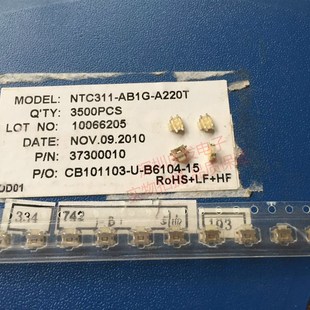 MODEL: NTC311-AB1G-A220T
Q'TY: 3500PCS
LOT NO: 10066205
DATE: NOV.09.2010
P/N: 37300010
P/O: CB101103-U-B6104-15
RoHS+LF+HF
DD01
334 742 193